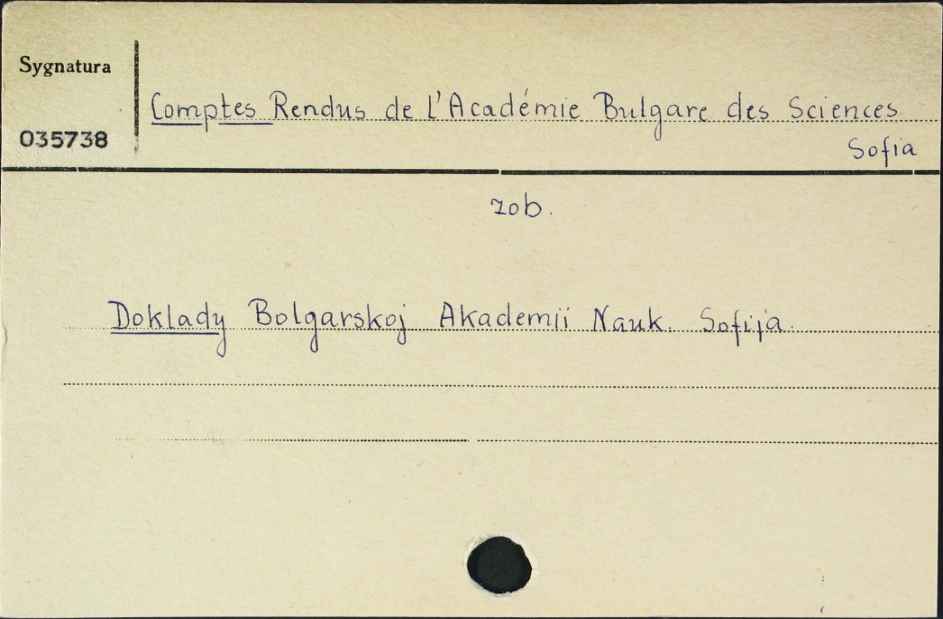 Sygnatura
035738
Comptes Rendus de l'Académie Bulgare des Sciences
Sofia
zob.
Doklady Bolgarskoj Akademii Nauk. Sofija.